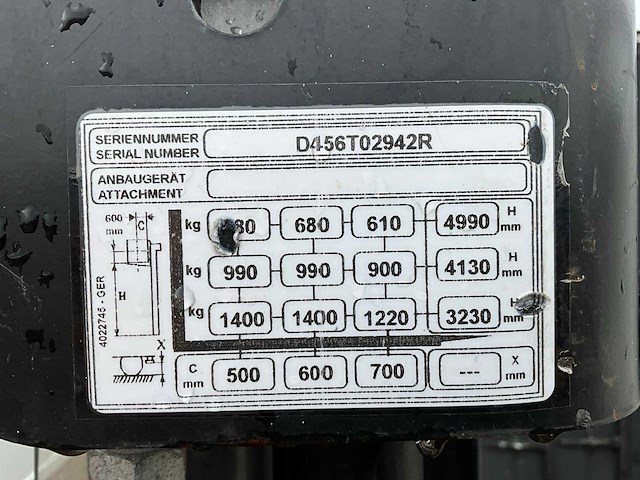 SERIENNUMMER
SERIAL NUMBER
D456T02942R
ANBAUGERÄT
ATTACHMENT
600 mm
C
H
X
4022745 - GER
kg 680 610 4990 H mm
kg 990 990 900 4130 H mm
kg 1400 1400 1220 3230 H mm
C mm 500 600 700 --- X mm